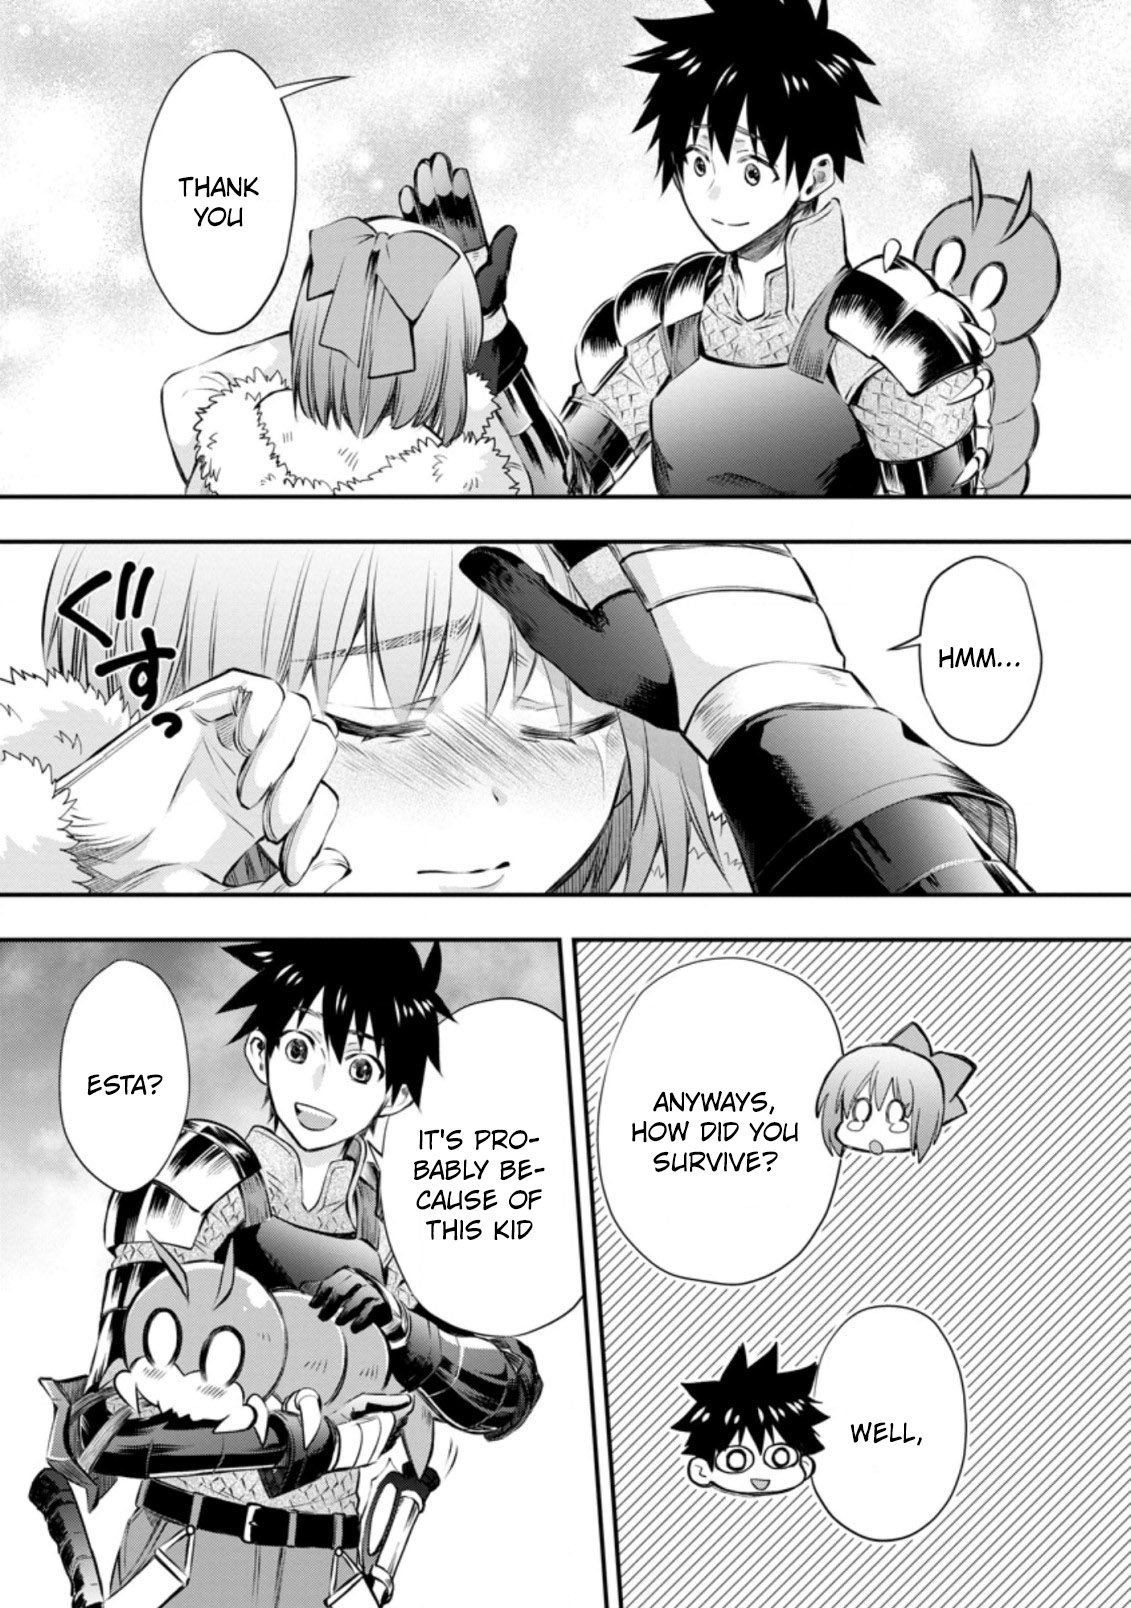 THANK
YOU
HMM...
ぐすっ
ANYWAYS,
HOW DID YOU
SURVIVE?
WELL,
IT'S PRO-
BABLY BE-
CAUSE OF
THIS KID
ESTA?